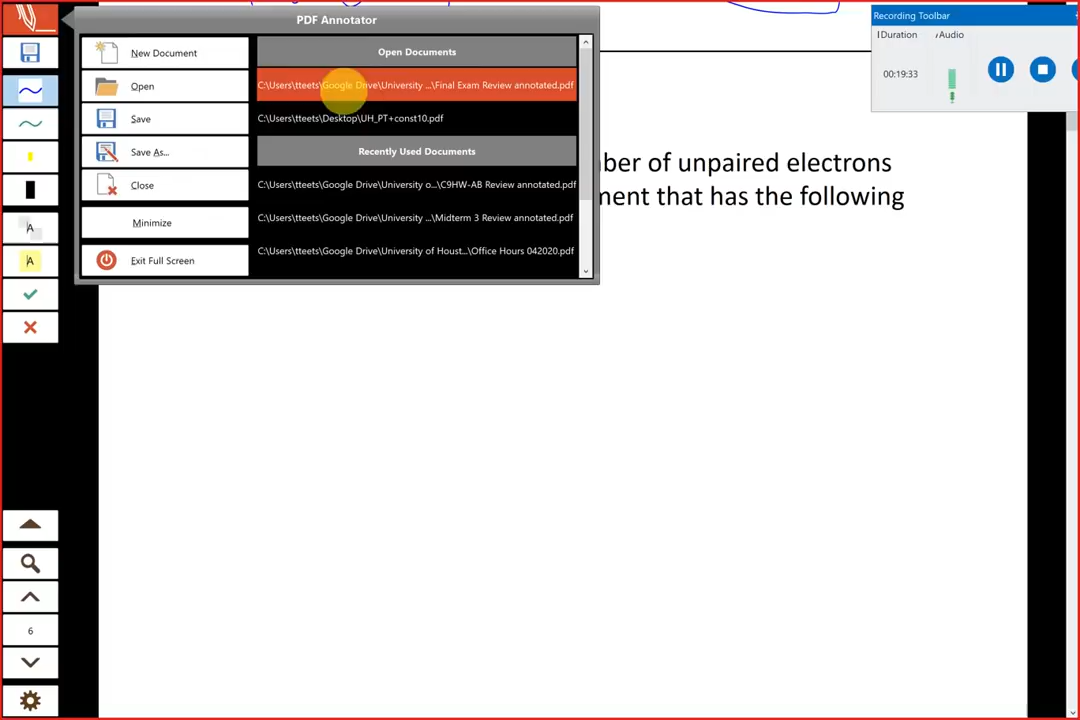 PDF Annotator
New Document
Open
Save
Save As...
Close
Minimize
Exit Full Screen
Open Documents
C:\Users\tteets\Google Drive\University ...\Final Exam Review annotated.pdf
C:\Users\tteets\Desktop\UH_PT+const10.pdf
Recently Used Documents
C:\Users\tteets\Google Drive\University o...\C9HW-AB Review annotated.pdf
C:\Users\tteets\Google Drive\University ...\Midterm 3 Review annotated.pdf
C:\Users\tteets\Google Drive\University of Houst...\Office Hours 042020.pdf
Recording Toolbar
Duration
Audio
00:19:33
ber of unpaired electrons
ment that has the following
A
A
6